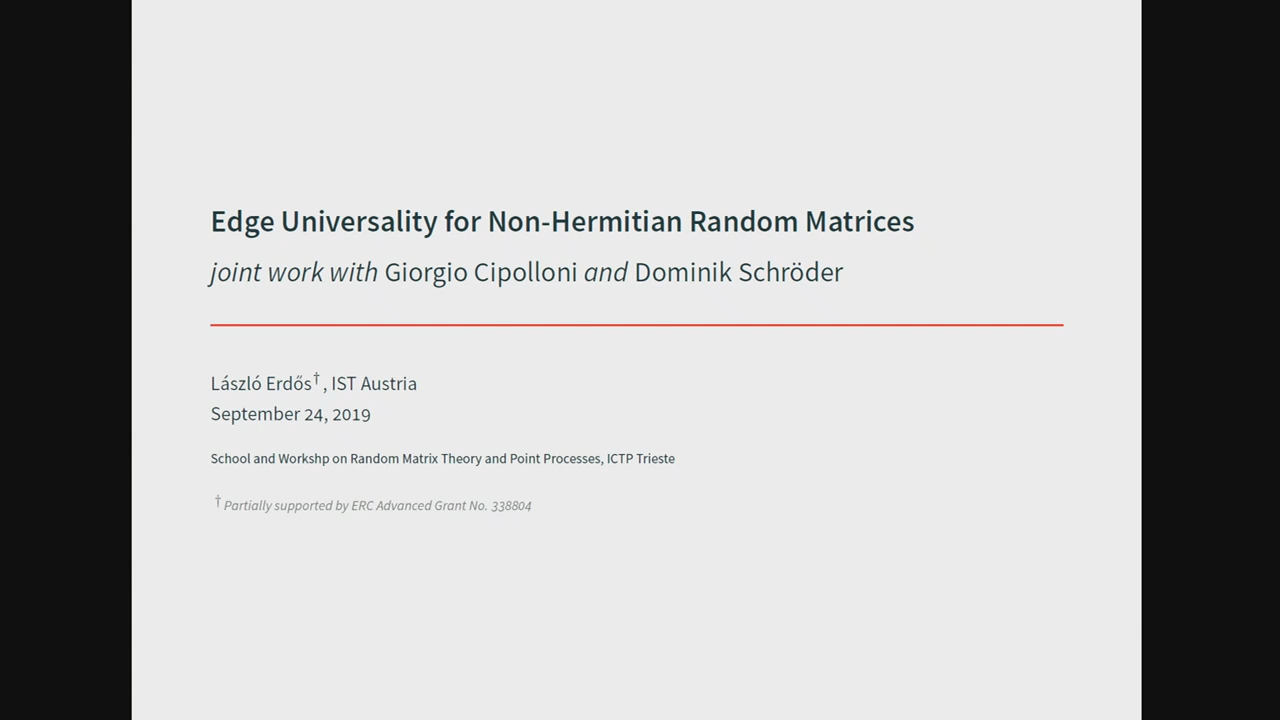 Edge Universality for Non-Hermitian Random Matrices
joint work with Giorgio Cipolloni and Dominik Schröder
László Erdős†, IST Austria
September 24, 2019
School and Workshp on Random Matrix Theory and Point Processes, ICTP Trieste
† Partially supported by ERC Advanced Grant No. 338804